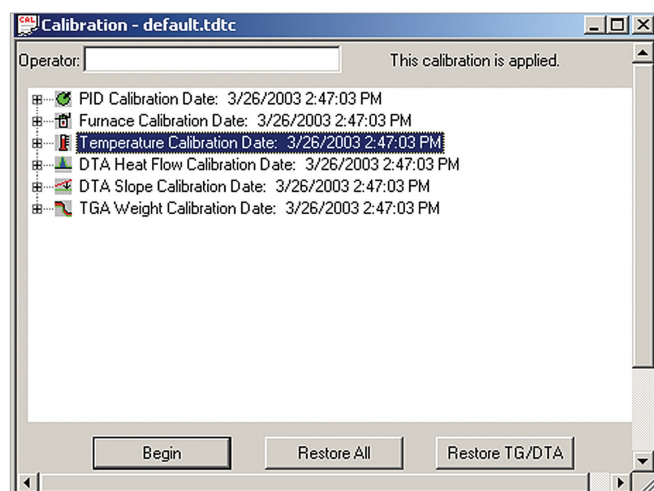 CAL
Calibration - default.tdtc
Operator: This calibration is applied.
PID Calibration Date: 3/26/2003 2:47:03 PM
Furnace Calibration Date: 3/26/2003 2:47:03 PM
Temperature Calibration Date: 3/26/2003 2:47:03 PM
DTA Heat Flow Calibration Date: 3/26/2003 2:47:03 PM
DTA Slope Calibration Date: 3/26/2003 2:47:03 PM
TGA Weight Calibration Date: 3/26/2003 2:47:03 PM
Begin Restore All Restore TG/DTA